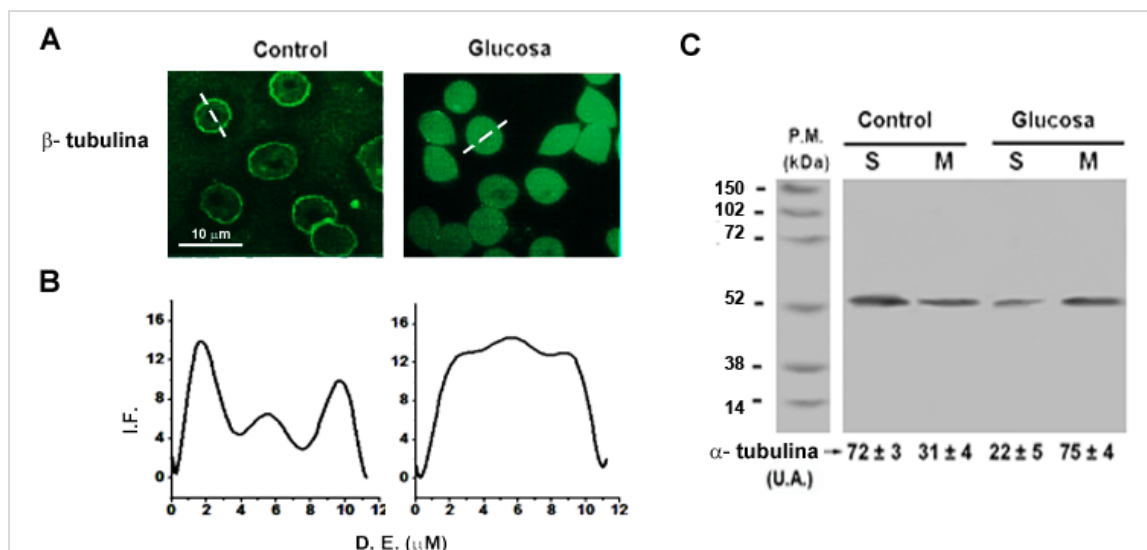 A
Control
Glucosa
β- tubulina
10 μm
B
I.F.
16
12
8
4
0
0 2 4 6 8 10 12
16
12
8
4
0
0 2 4 6 8 10 12
D. E. (μM)
C
Control Glucosa
P.M.
(kDa)
S M S M
150 -
102 -
72 -
52 -
38 -
14
α- tubulina → 72 ± 3 31 ± 4 22 ± 5 75 ± 4
(U.A.)